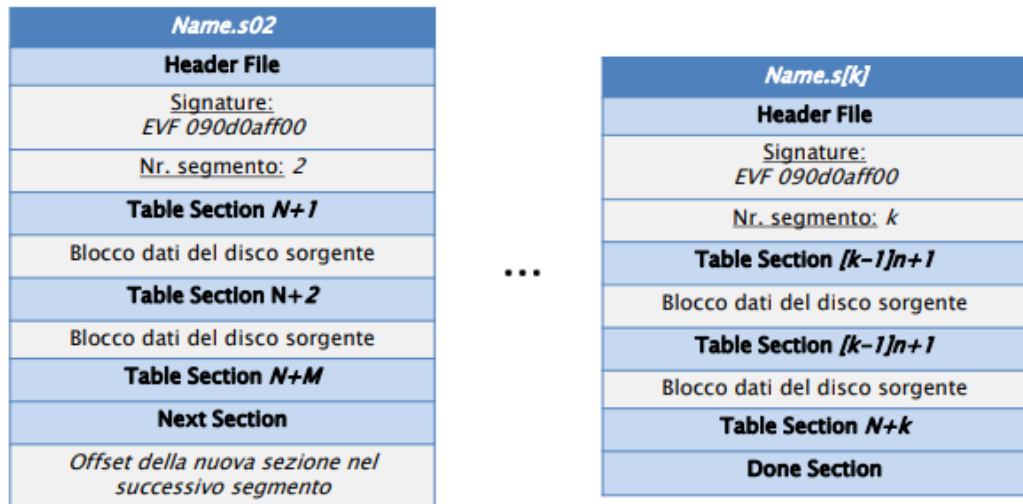 Name.s02
Header File
Signature:
EVF 090d0aff00
Nr. segmento: 2
Table Section N+1
Blocco dati del disco sorgente
Table Section N+2
Blocco dati del disco sorgente
Table Section N+M
Next Section
Offset della nuova sezione nel
successivo segmento
...
Name.s[k]
Header File
Signature:
EVF 090d0aff00
Nr. segmento: k
Table Section [k-1]n+1
Blocco dati del disco sorgente
Table Section [k-1]n+1
Blocco dati del disco sorgente
Table Section N+k
Done Section